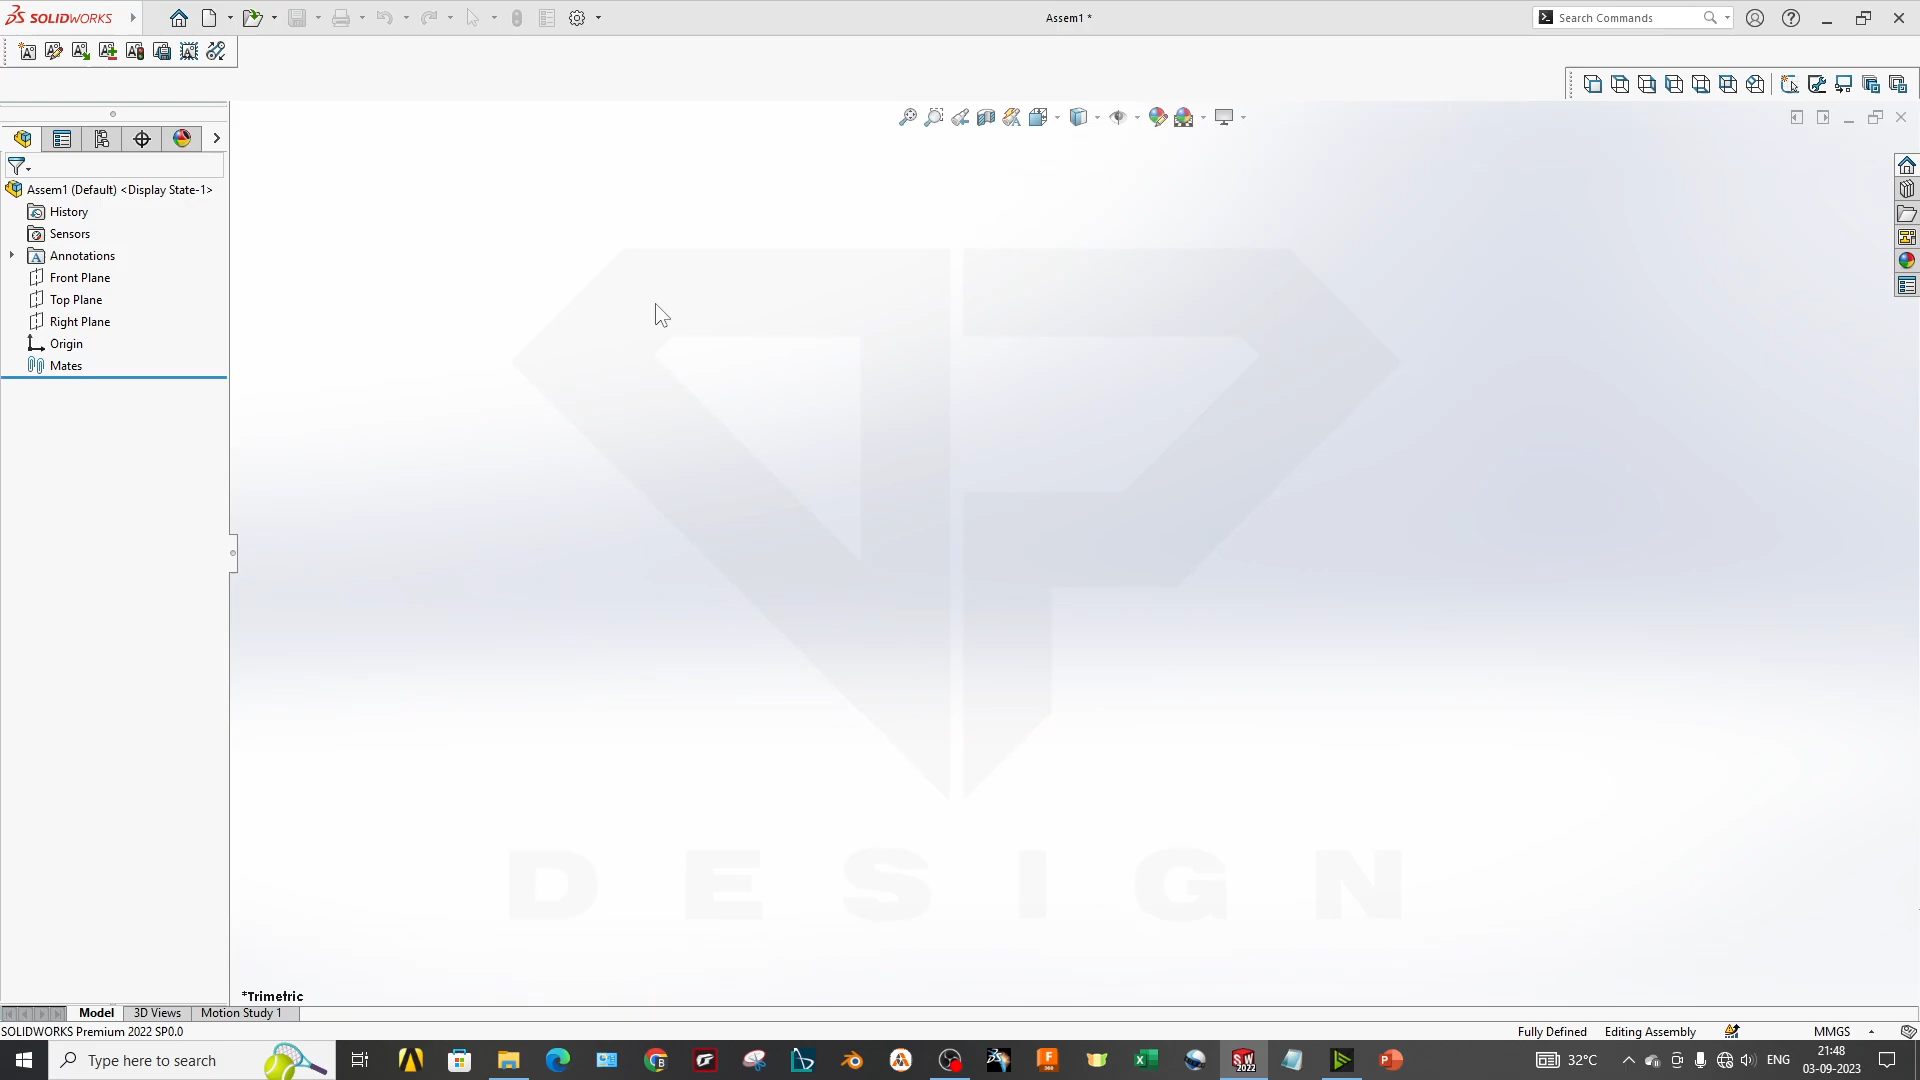 SOLIDWORKS
Assem1 *
Search Commands
Assem1 (Default) <Display State-1>
History
Sensors
Annotations
Front Plane
Top Plane
Right Plane
Origin
Mates
DESIGN
*Trimetric
Model
3D Views
Motion Study 1
SOLIDWORKS Premium 2022 SP0.0
Fully Defined
Editing Assembly
MMGS
Type here to search
32°C
ENG
21:48
03-09-2023